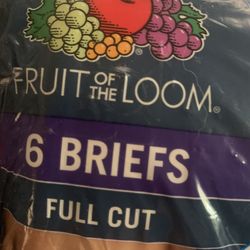 FRUIT OF THE LOOM®
6 BRIEFS
FULL CUT